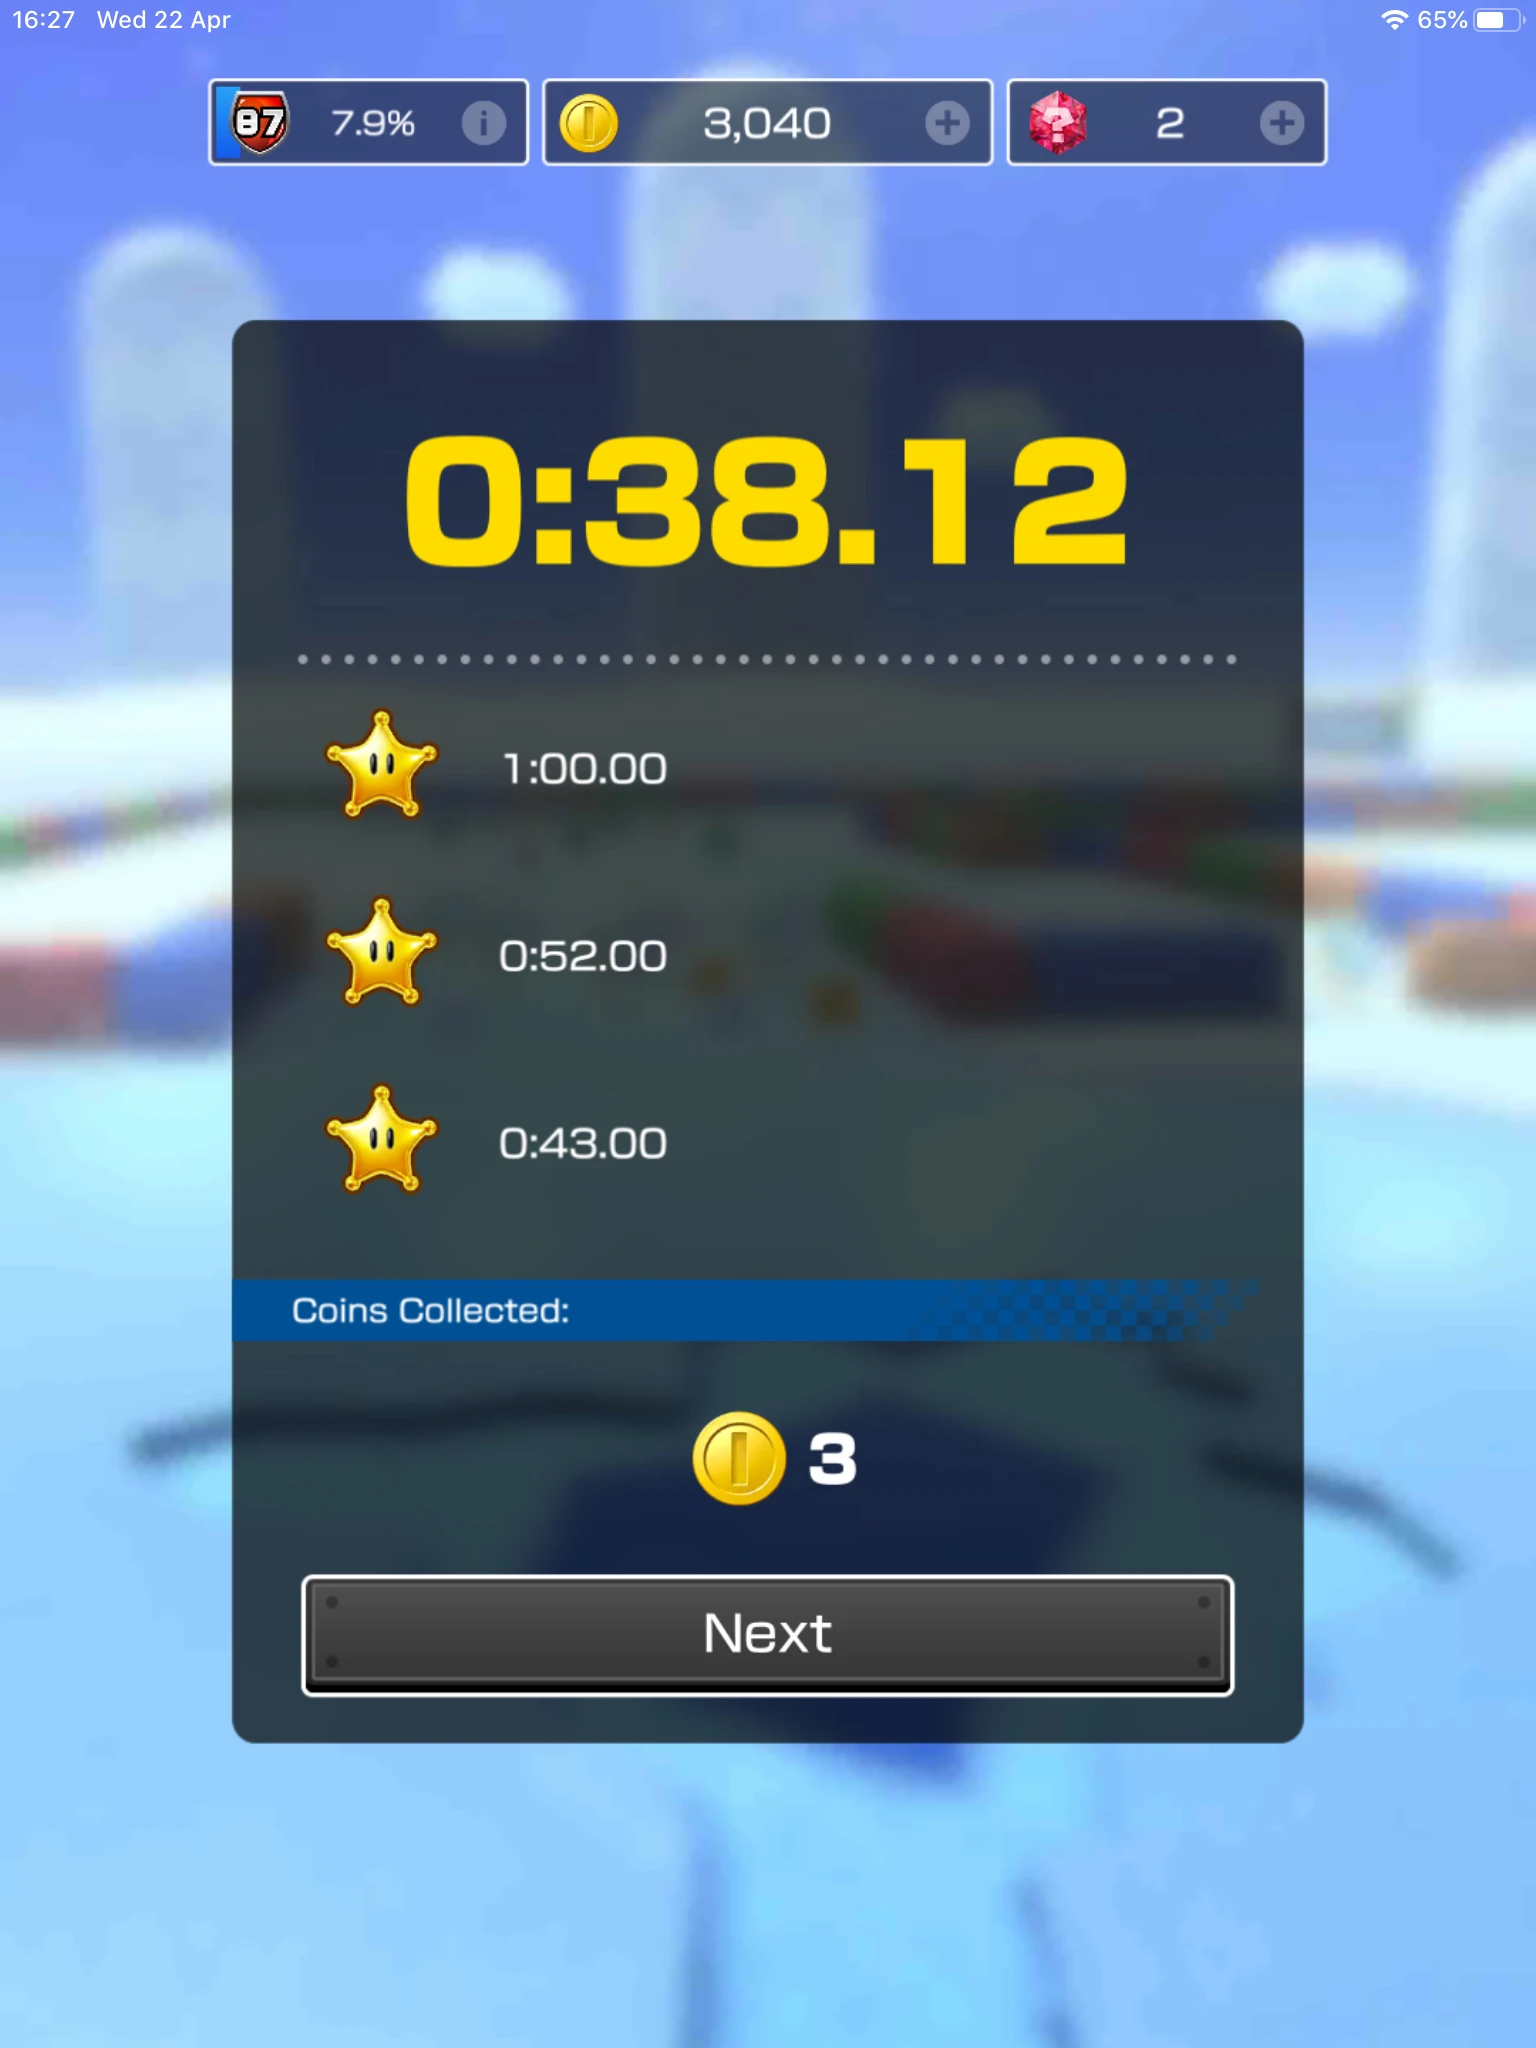 16:27 Wed 22 Apr 65%
87 7.9% i 3,040 + ? 2 +
0:38.12
1:00.00
0:52.00
0:43.00
Coins Collected:
3
Next